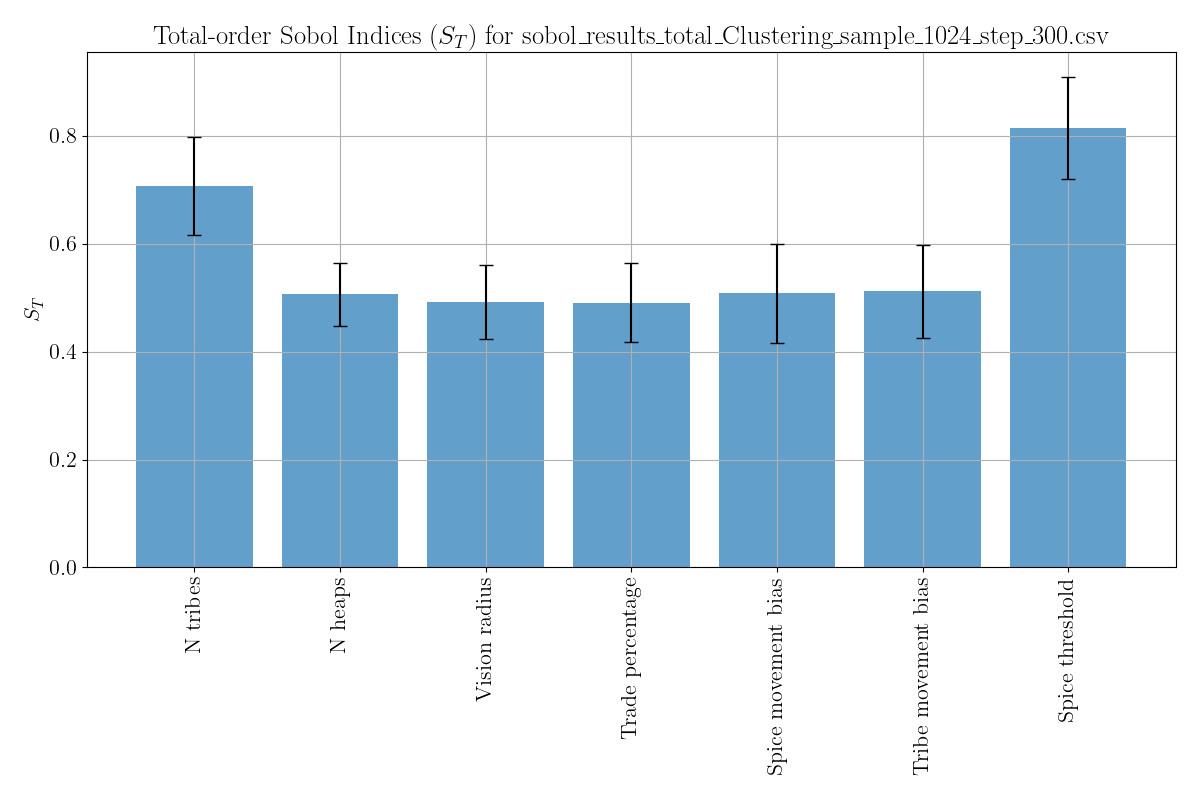 Total-order Sobol Indices (S_T) for sobol_results_total_Clustering_sample_1024_step_300.csv
S_T
0.8
0.6
0.4
0.2
0.0
N tribes
N heaps
Vision radius
Trade percentage
Spice movement bias
Tribe movement bias
Spice threshold